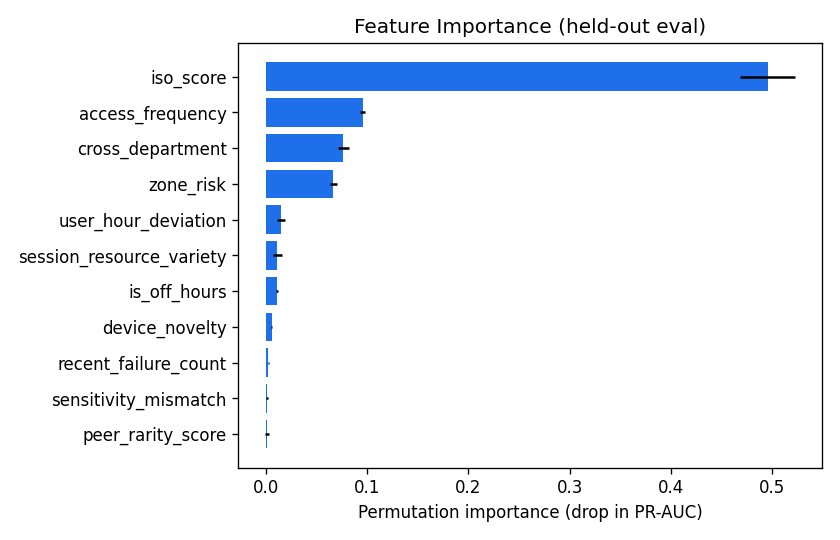 Feature Importance (held-out eval)
iso_score
access_frequency
cross_department
zone_risk
user_hour_deviation
session_resource_variety
is_off_hours
device_novelty
recent_failure_count
sensitivity_mismatch
peer_rarity_score
0.0 0.1 0.2 0.3 0.4 0.5
Permutation importance (drop in PR-AUC)